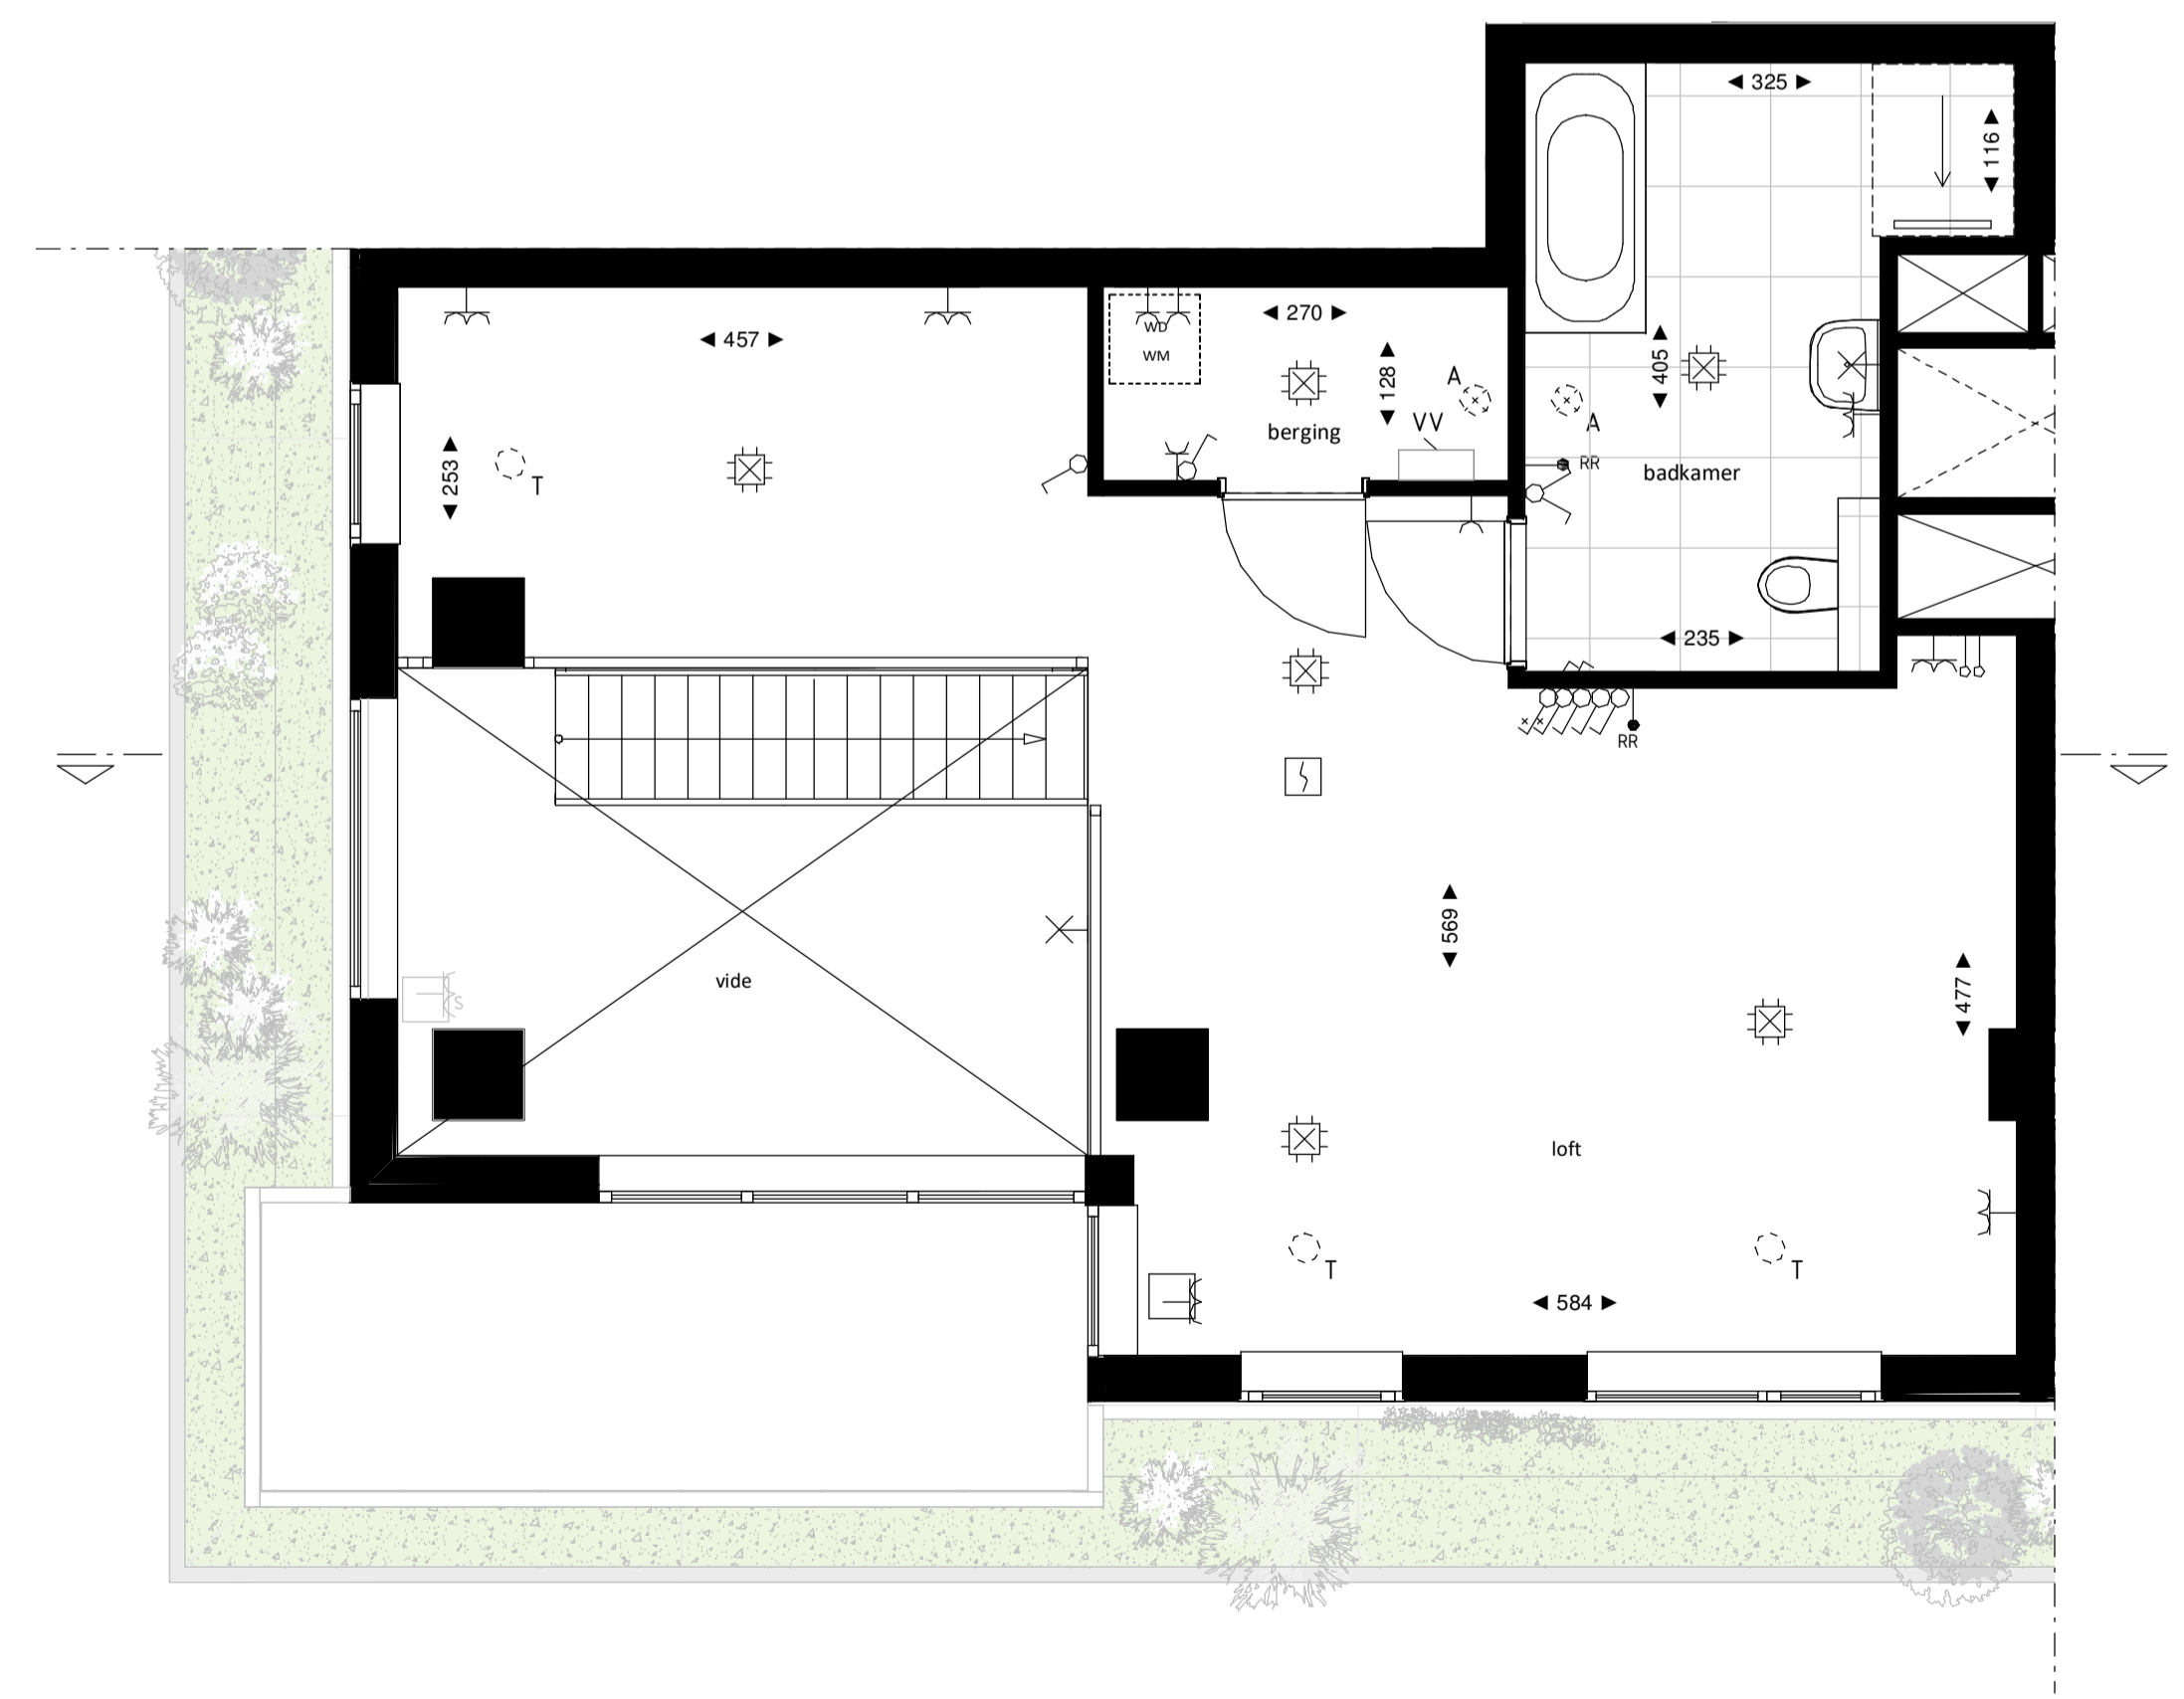 325
116
270
WD
457
WM
128
A
405
VV
A
berging
253
T
RR
badkamer
235
RR
569
477
vide
S
loft
T
T
584